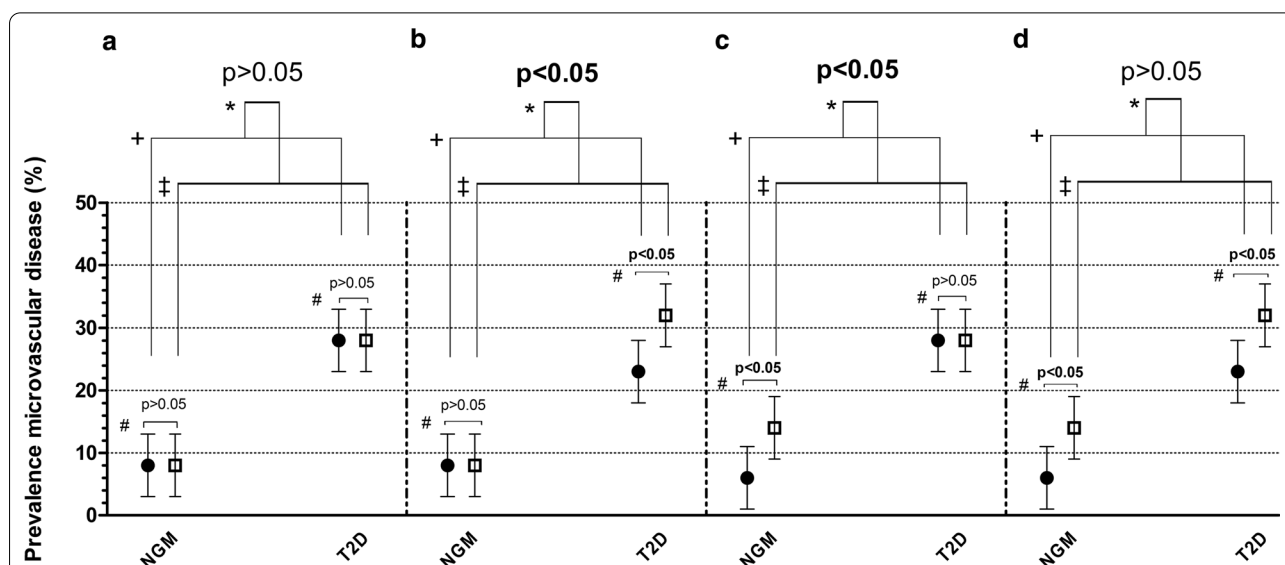 a b c d
p>0.05 p<0.05 p<0.05 p>0.05
* * * *
+ + + +
‡ ‡ ‡ ‡
Prevalence microvascular disease (%)
50
40
30
20
10
0
# p>0.05 # p>0.05
# p>0.05 # p<0.05
# p<0.05 # p>0.05
# p<0.05 # p<0.05
NGM T2D NGM T2D NGM T2D NGM T2D